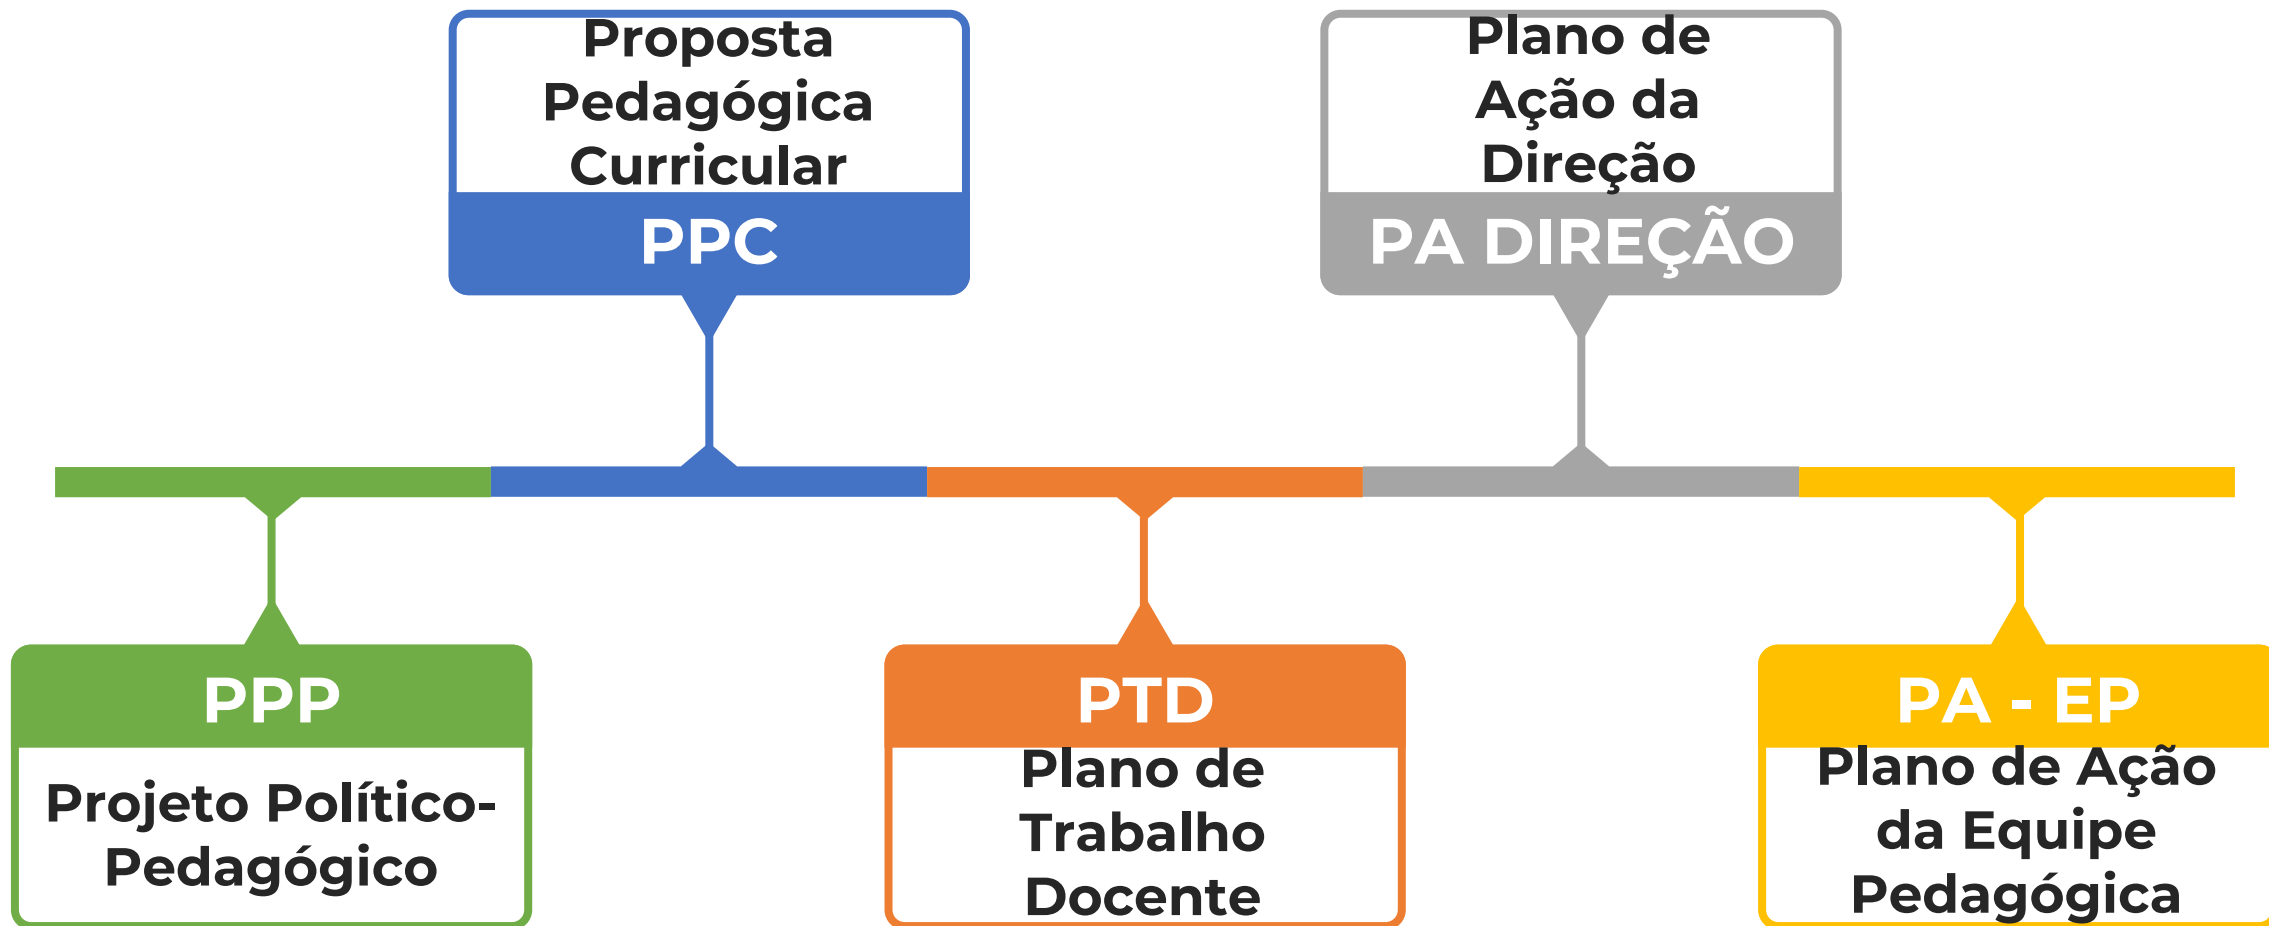 Proposta
Pedagógica
Curricular
PPC
Plano de
Ação da
Direção
PA DIREÇÃO
PPP
Projeto Político-
Pedagógico
PTD
Plano de
Trabalho
Docente
PA - EP
Plano de Ação
da Equipe
Pedagógica